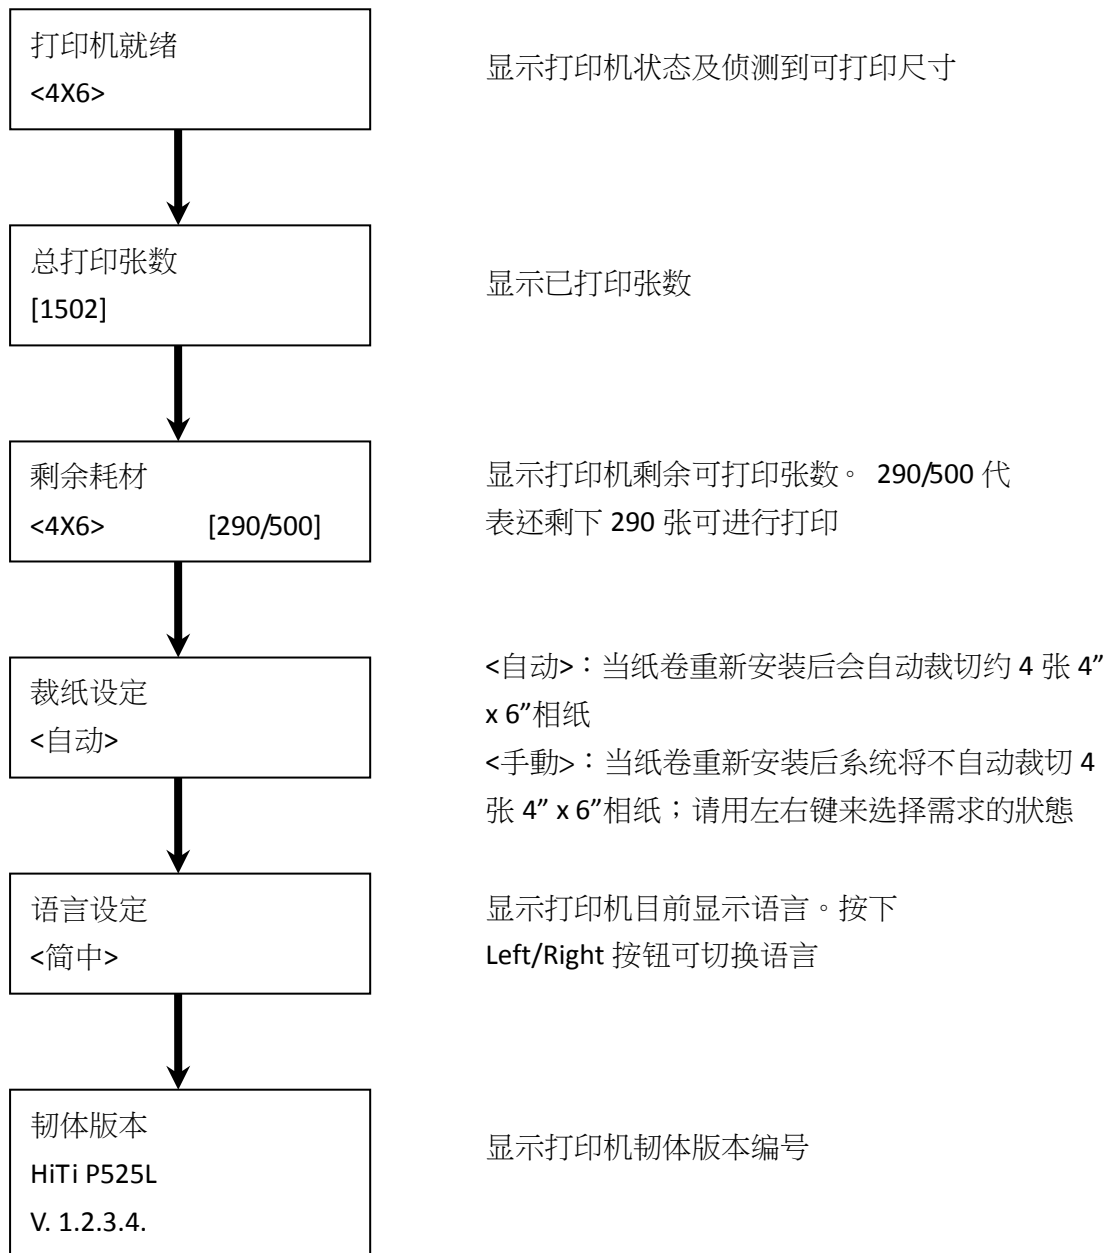 打印机就绪
<4X6>
显示打印机状态及侦测到可打印尺寸
总打印张数
[1502]
显示已打印张数
剩余耗材
<4X6> [290/500]
显示打印机剩余可打印张数。 290/500 代
表还剩下 290 张可进行打印
裁纸设定
<自动>
<自动>：当纸卷重新安装后会自动裁切约 4 张 4”
x 6”相纸
<手動>：当纸卷重新安装后系统将不自动裁切 4
张 4” x 6”相纸；请用左右键来选择需求的狀態
语言设定
<简中>
显示打印机目前显示语言。按下
Left/Right 按钮可切换语言
韧体版本
HiTi P525L
V. 1.2.3.4.
显示打印机韧体版本编号